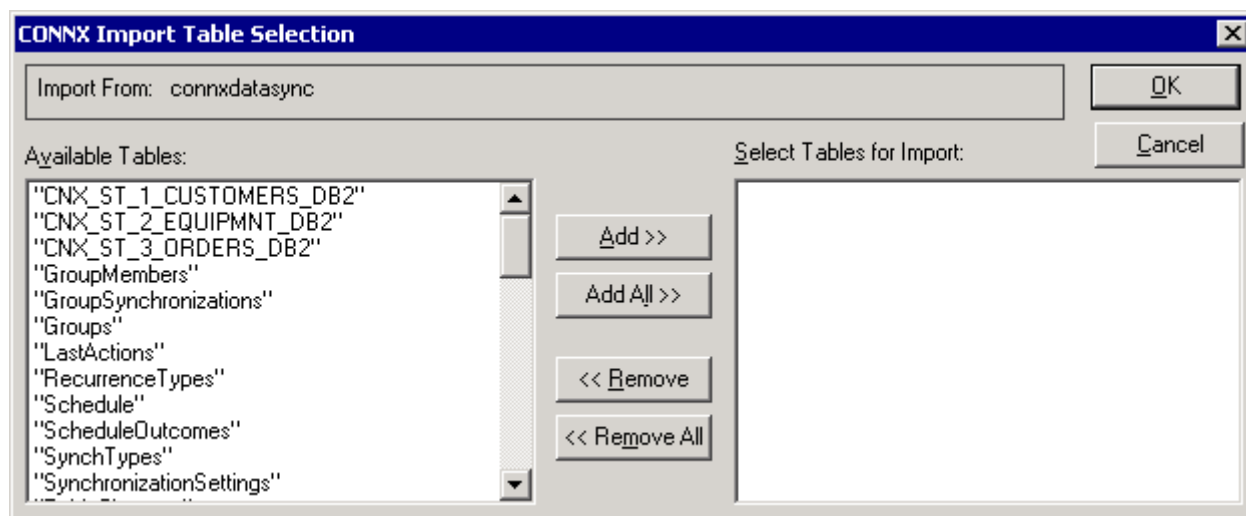 CONNX Import Table Selection
Import From: connxdatasync
OK
Cancel
Available Tables:
"CNX_ST_1_CUSTOMERS_DB2"
"CNX_ST_2_EQUIPMNT_DB2"
"CNX_ST_3_ORDERS_DB2"
"GroupMembers"
"GroupSynchronizations"
"Groups"
"LastActions"
"RecurrenceTypes"
"Schedule"
"ScheduleOutcomes"
"SynchTypes"
"SynchronizationSettings"
Add >>
Add All >>
<< Remove
<< Remove All
Select Tables for Import: